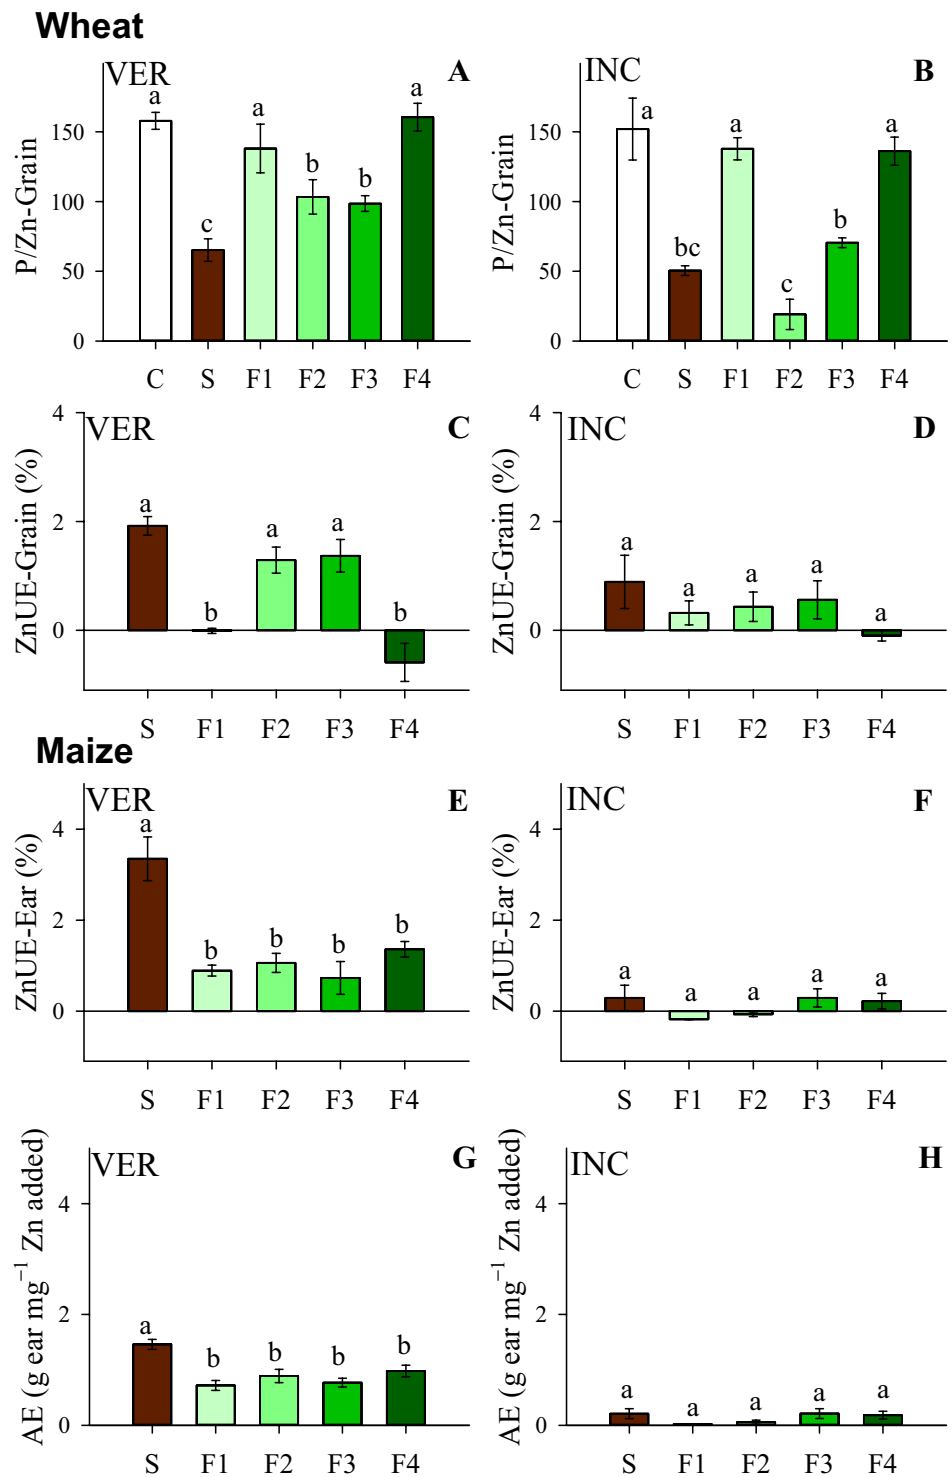 Wheat
VER A
P/Zn-Grain
150
100
50
0
a
c
a
b
b
a
C S F1 F2 F3 F4
INC B
P/Zn-Grain
150
100
50
0
a
bc
a
c
b
a
C S F1 F2 F3 F4
VER C
ZnUE-Grain (%)
4
2
0
a
b
a
a
b
S F1 F2 F3 F4
INC D
ZnUE-Grain (%)
4
2
0
a
a
a
a
a
S F1 F2 F3 F4
Maize
VER E
ZnUE-Ear (%)
4
2
0
a
b
b
b
b
S F1 F2 F3 F4
INC F
ZnUE-Ear (%)
4
2
0
a
a
a
a
a
S F1 F2 F3 F4
VER G
AE (g ear mg⁻¹ Zn added)
4
2
0
a
b
b
b
b
S F1 F2 F3 F4
INC H
AE (g ear mg⁻¹ Zn added)
4
2
0
a
a
a
a
a
S F1 F2 F3 F4